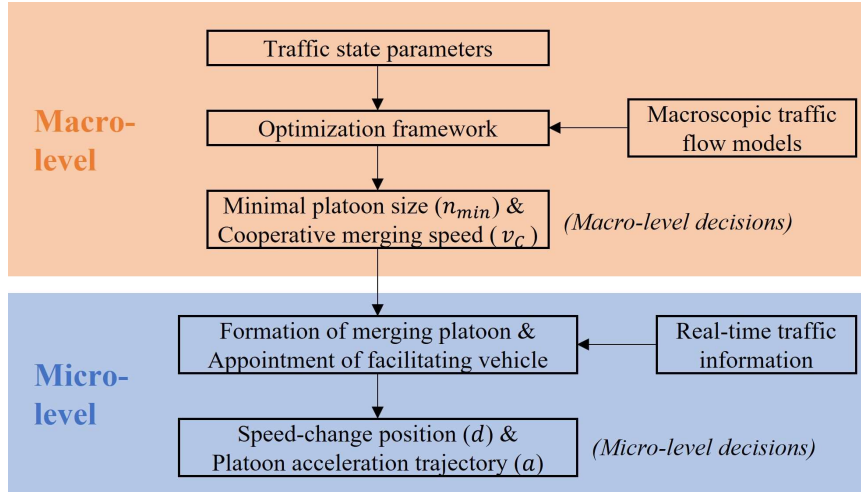 Traffic state parameters
Macro-
level
Optimization framework
Macroscopic traffic
flow models
Minimal platoon size (n_min) &
Cooperative merging speed (v_C)
(Macro-level decisions)
Micro-
level
Formation of merging platoon &
Appointment of facilitating vehicle
Real-time traffic
information
Speed-change position (d) &
Platoon acceleration trajectory (a)
(Micro-level decisions)